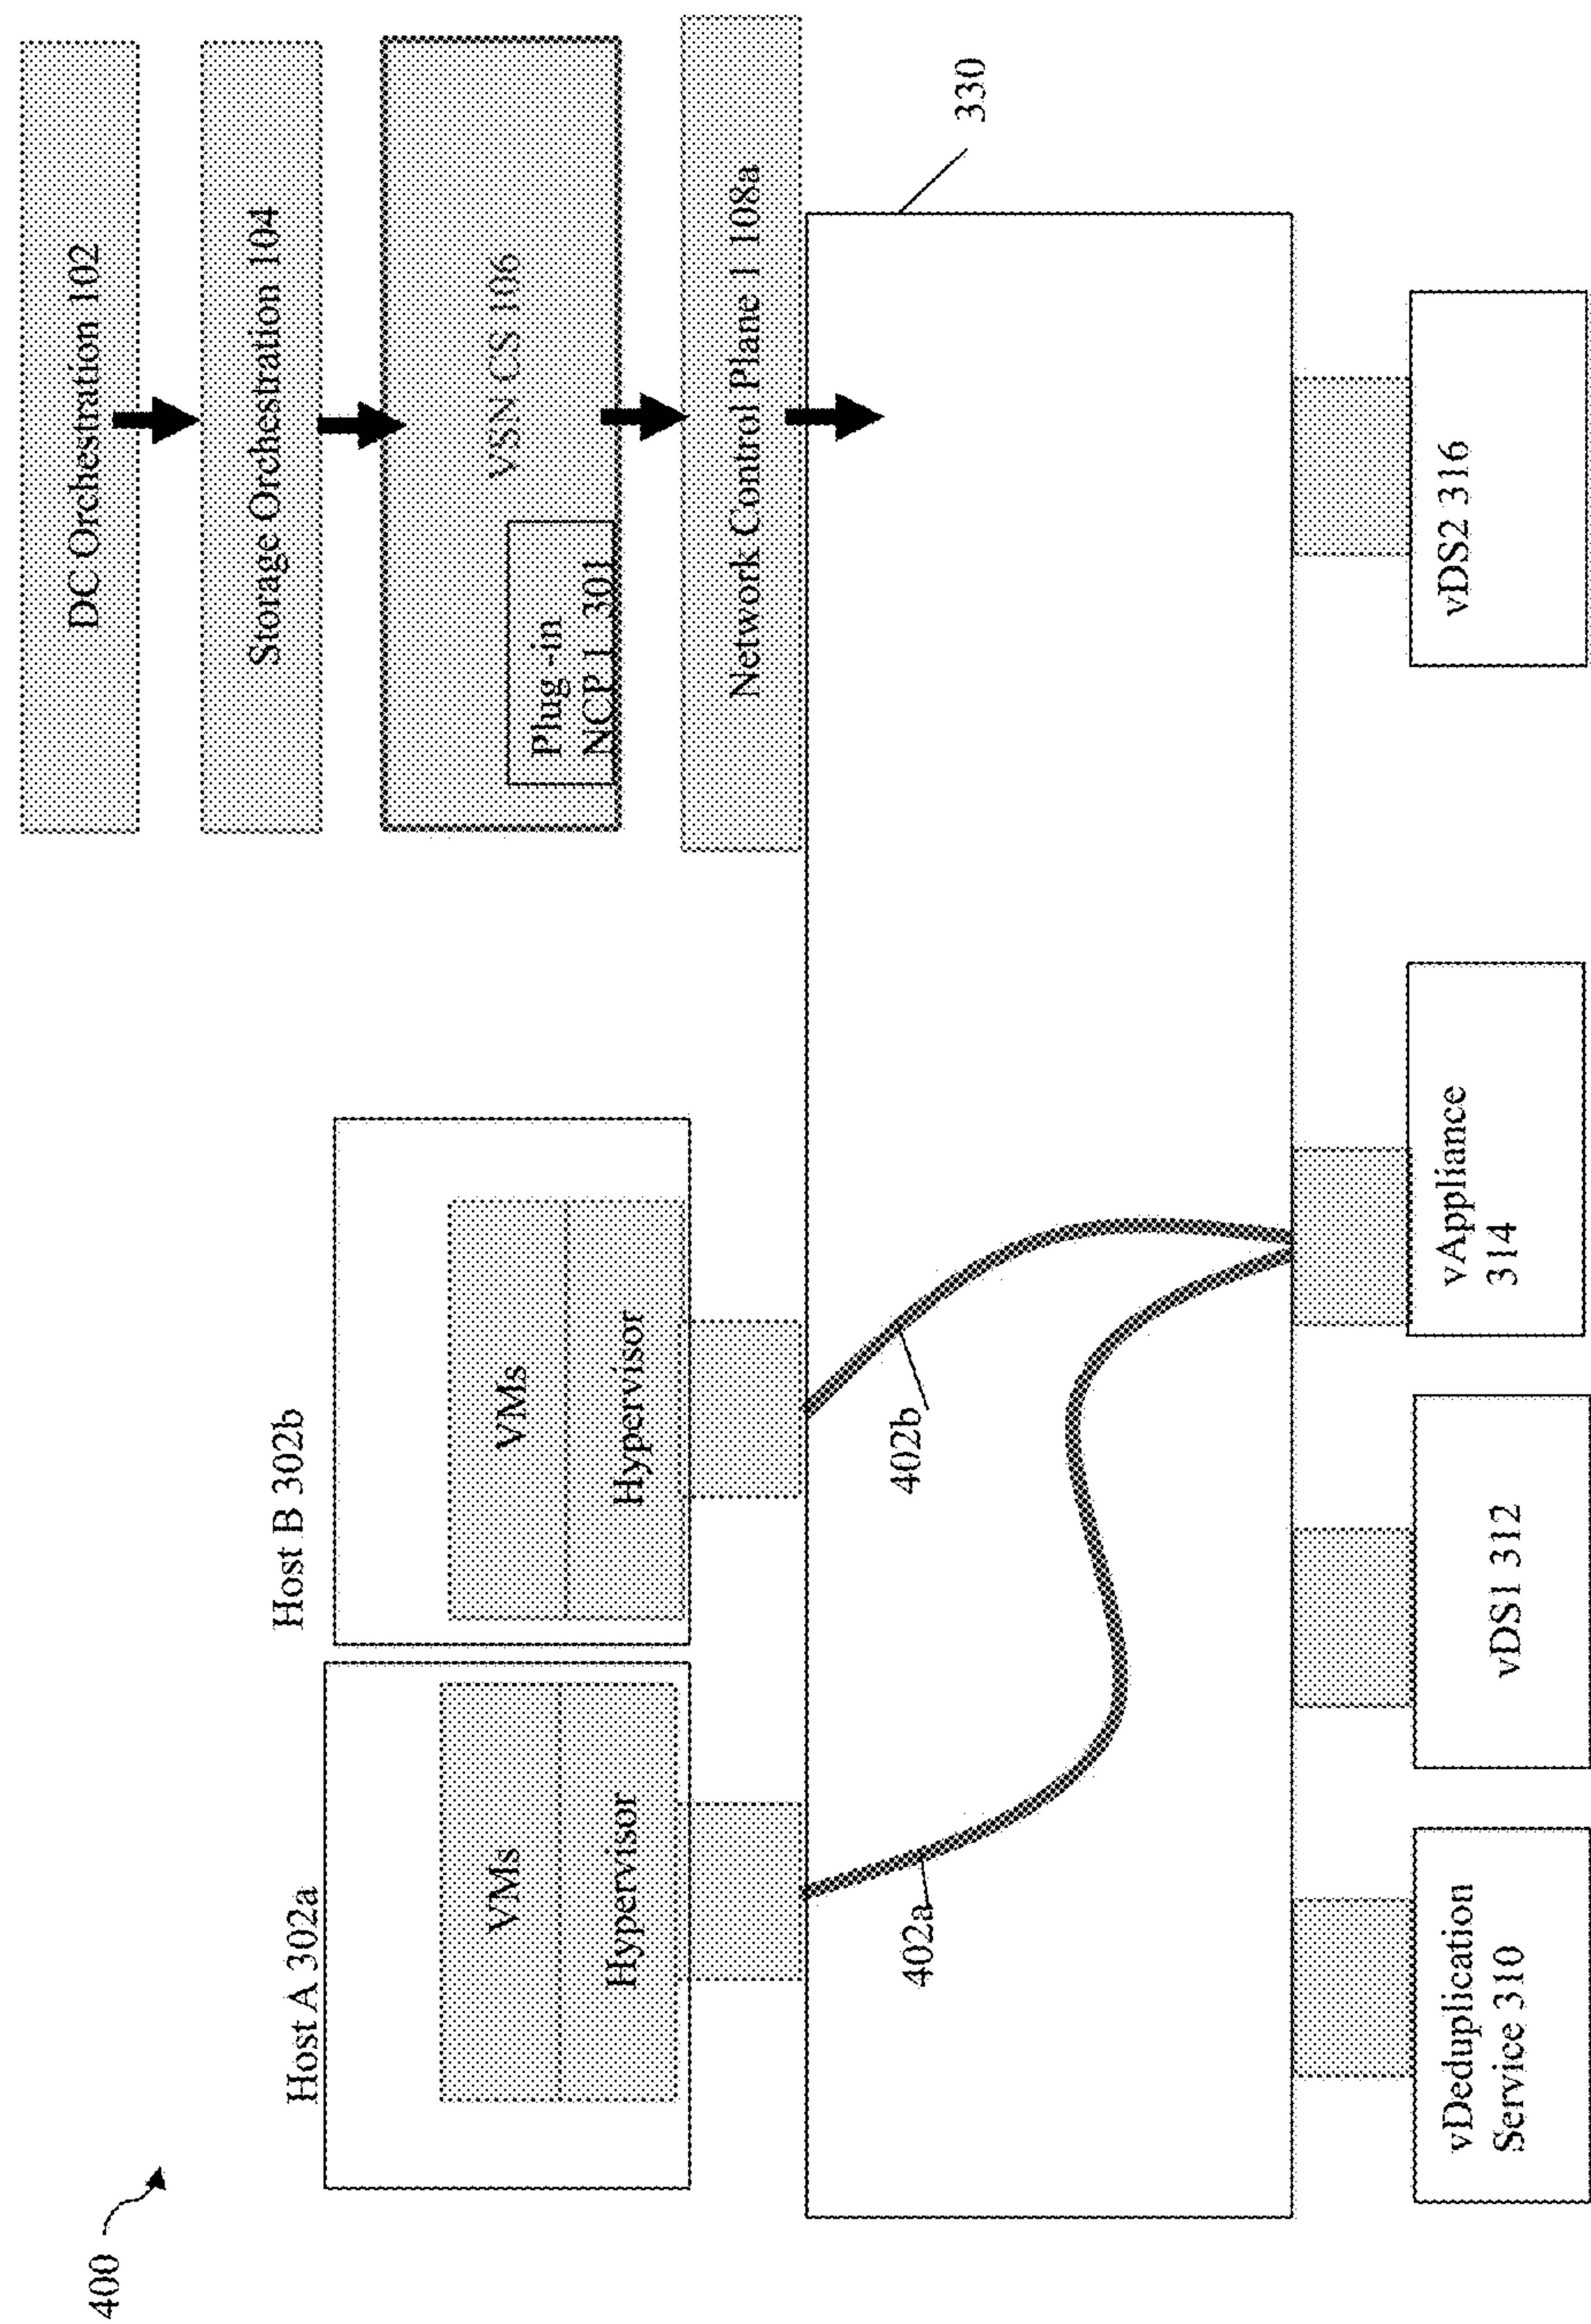 400
DC Orchestration 102
Storage Orchestration 104
VSN CS 106
Plug -in
NCP 1 301
Network Control Plane 1 108a
330
Host A 302a
VMs
Hypervisor
Host B 302b
VMs
Hypervisor
402a
402b
vDeduplication
Service 310
vDS1 312
vAppliance
314
vDS2 316